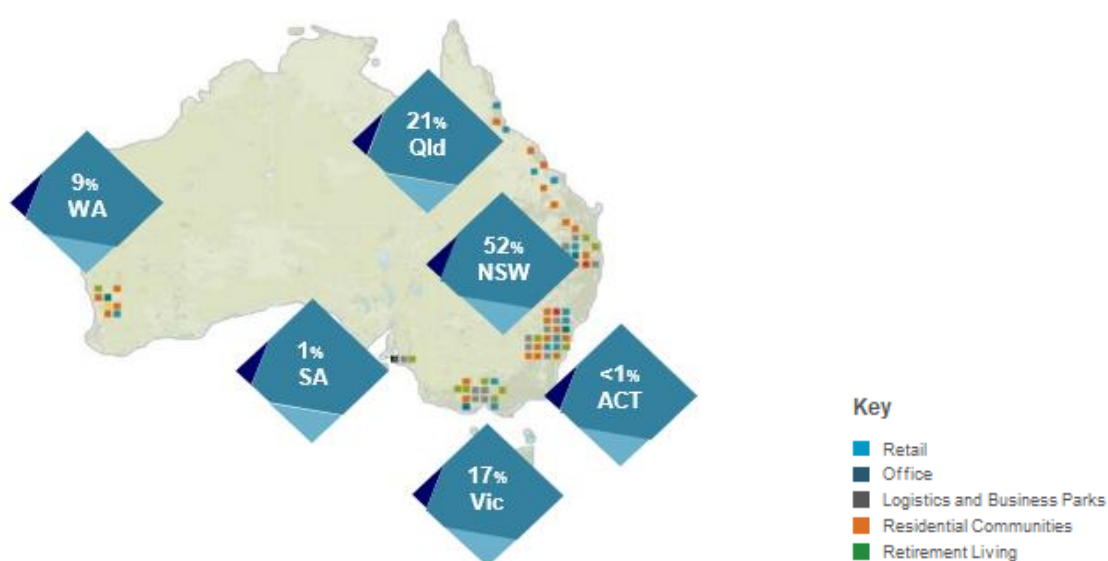 21%
Qld
9%
WA
52%
NSW
1%
SA
<1%
ACT
17%
Vic
Key
Retail
Office
Logistics and Business Parks
Residential Communities
Retirement Living